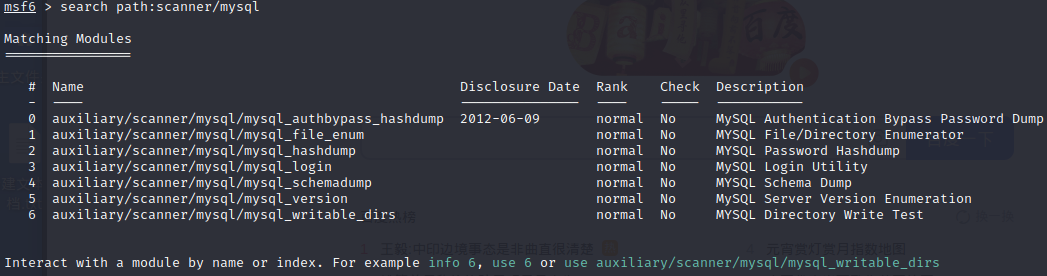 msf6 > search path:scanner/mysql
Matching Modules
================
# Name Disclosure Date Rank Check Description
- ---- --------------- ---- ----- -----------
0 auxiliary/scanner/mysql/mysql_authbypass_hashdump 2012-06-09 normal No MySQL Authentication Bypass Password Dump
1 auxiliary/scanner/mysql/mysql_file_enum normal No MYSQL File/Directory Enumerator
2 auxiliary/scanner/mysql/mysql_hashdump normal No MYSQL Password Hashdump
3 auxiliary/scanner/mysql/mysql_login normal No MySQL Login Utility
4 auxiliary/scanner/mysql/mysql_schemadump normal No MYSQL Schema Dump
5 auxiliary/scanner/mysql/mysql_version normal No MySQL Server Version Enumeration
6 auxiliary/scanner/mysql/mysql_writable_dirs normal No MYSQL Directory Write Test
Interact with a module by name or index. For example info 6, use 6 or use auxiliary/scanner/mysql/mysql_writable_dirs